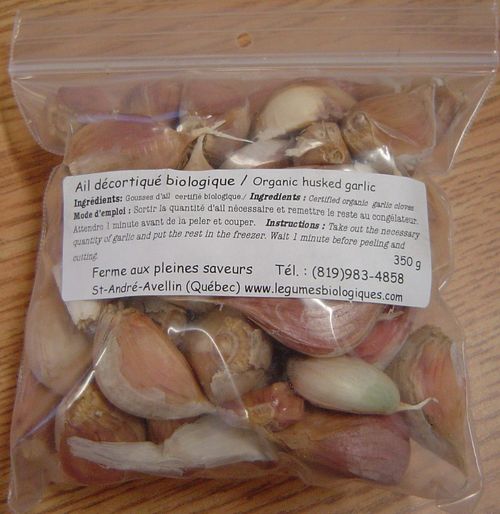 Ail décortiqué biologique / Organic husked garlic
Ingrédients: Gousses d'ail certifié biologique./ Ingredients : Certified organic garlic cloves
Mode d'emploi : Sortir la quantité d'ail nécessaire et remettre le reste au congélateur.
Attendre 1 minute avant de la peler et couper. Instructions : Take out the necessary
quantity of garlic and put the rest in the freezer. Wait 1 minute before peeling and
cutting.
350 g
Ferme aux pleines saveurs Tél. : (819)983-4858
St-André-Avellin (Québec) www.legumesbiologiques.com